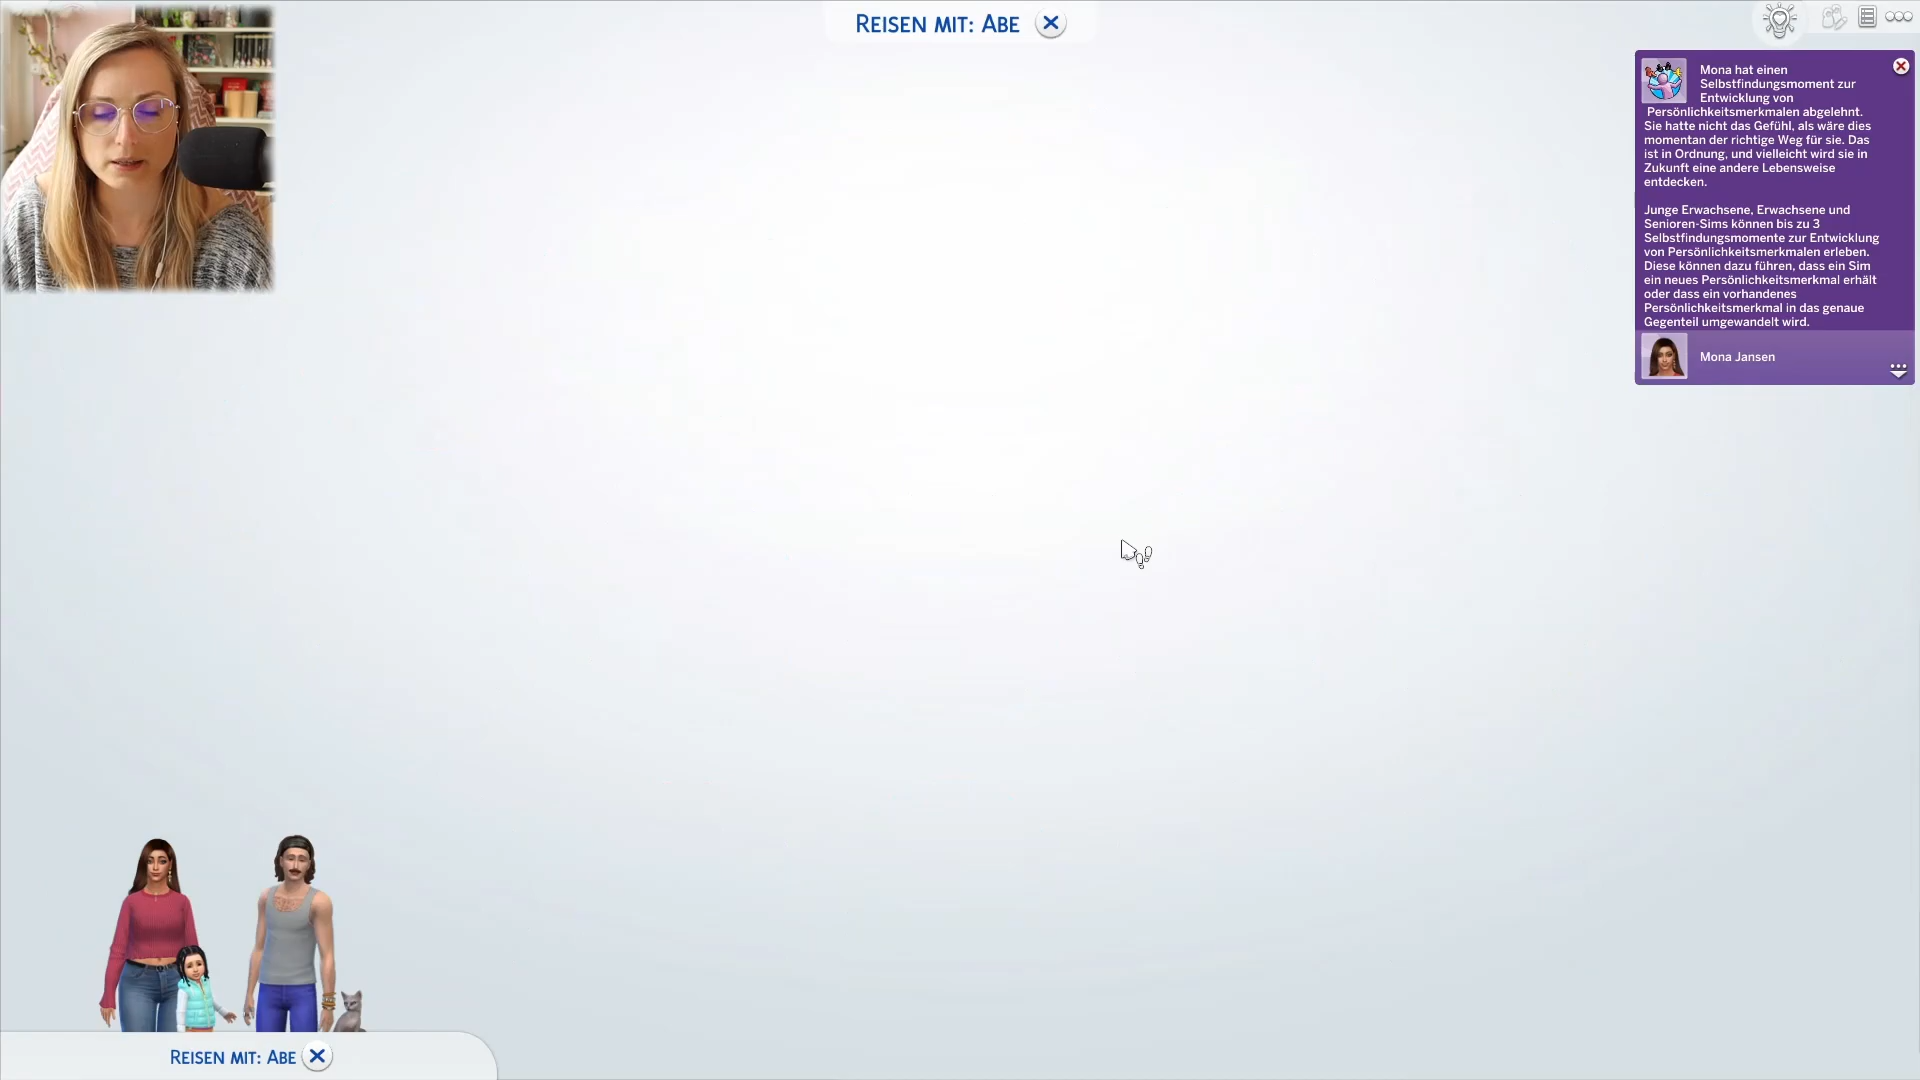 REISEN MIT: ABE
Mona hat einen
Selbstfindungsmoment zur
Entwicklung von
Persönlichkeitsmerkmalen abgelehnt.
Sie hatte nicht das Gefühl, als wäre dies
momentan der richtige Weg für sie. Das
ist in Ordnung, und vielleicht wird sie in
Zukunft eine andere Lebensweise
entdecken.
Junge Erwachsene, Erwachsene und
Senioren-Sims können bis zu 3
Selbstfindungsmomente zur Entwicklung
von Persönlichkeitsmerkmalen erleben.
Diese können dazu führen, dass ein Sim
ein neues Persönlichkeitsmerkmal erhält
oder dass ein vorhandenes
Persönlichkeitsmerkmal in das genaue
Gegenteil umgewandelt wird.
Mona Jansen
REISEN MIT: ABE